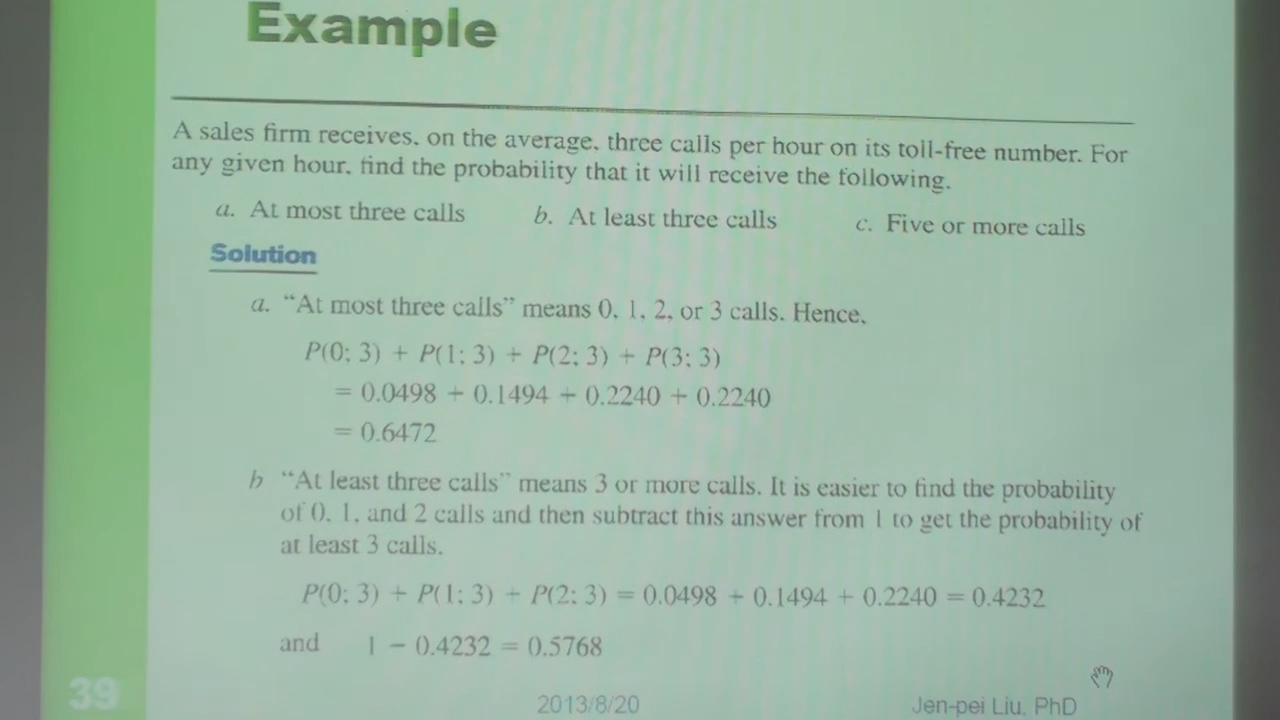 Example
A sales firm receives, on the average, three calls per hour on its toll-free number. For
any given hour, find the probability that it will receive the following.
a. At most three calls b. At least three calls c. Five or more calls
Solution
a. “At most three calls” means 0, 1, 2, or 3 calls. Hence,
P(0; 3) + P(1; 3) + P(2; 3) + P(3; 3)
= 0.0498 + 0.1494 + 0.2240 + 0.2240
= 0.6472
b “At least three calls” means 3 or more calls. It is easier to find the probability
of 0, 1, and 2 calls and then subtract this answer from 1 to get the probability of
at least 3 calls.
P(0; 3) + P(1; 3) + P(2; 3) = 0.0498 + 0.1494 + 0.2240 = 0.4232
and 1 − 0.4232 = 0.5768
39 2013/8/20 Jen-pei Liu, PhD